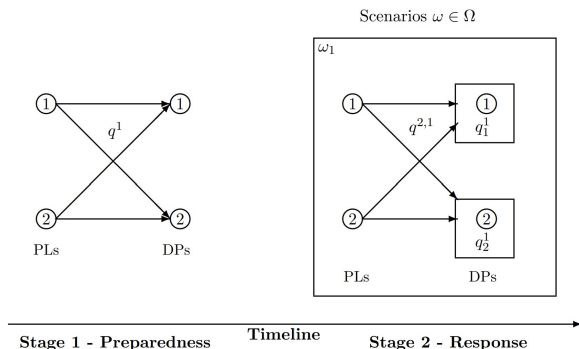 Scenarios ω ∈ Ω
ω₁
1
1
q¹
2
2
PLs
DPs
1
1
q₁¹
q²,¹
2
2
q₂¹
PLs
DPs
Timeline
Stage 1 - Preparedness
Stage 2 - Response